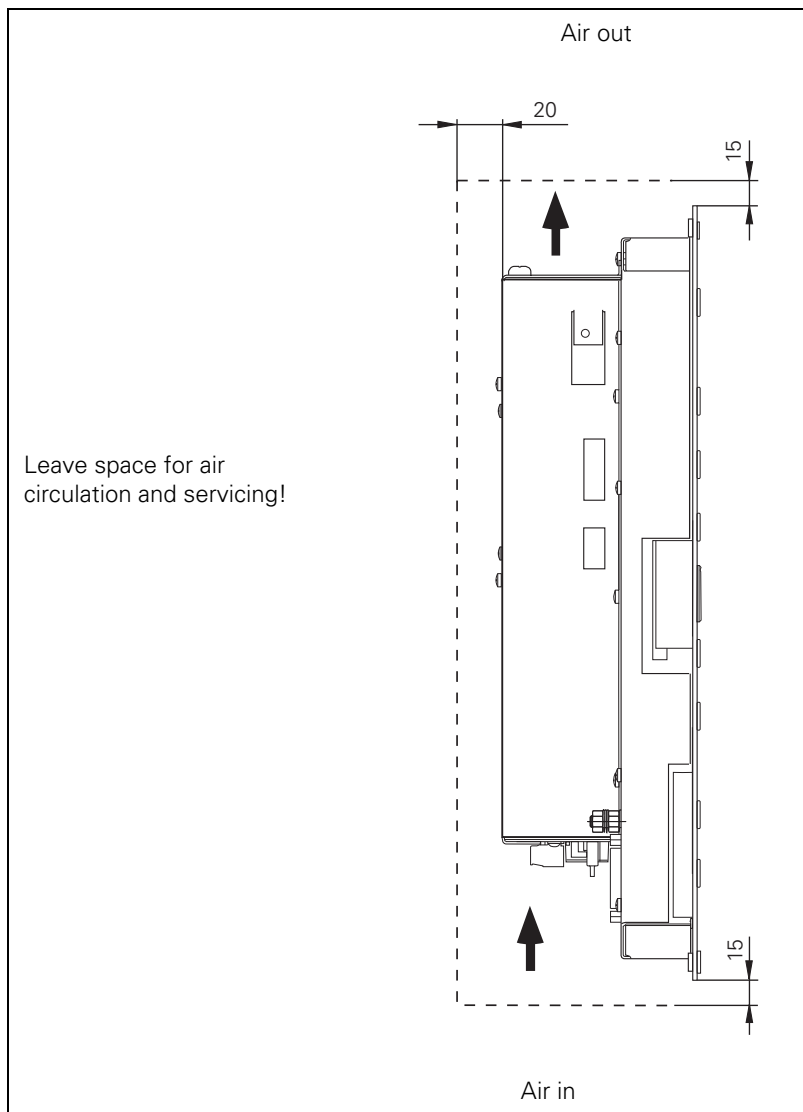 Air out
20
15
Leave space for air
circulation and servicing!
15
Air in